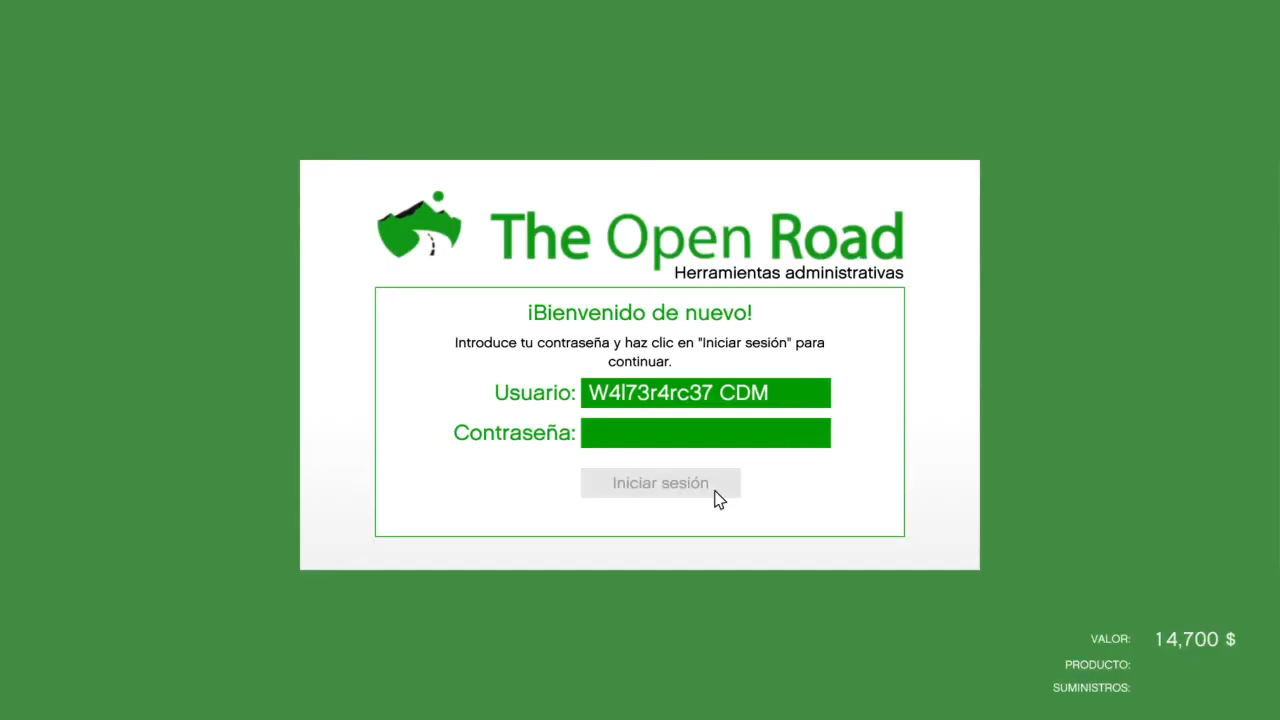 The Open Road
Herramientas administrativas
¡Bienvenido de nuevo!
Introduce tu contraseña y haz clic en "Iniciar sesión" para
continuar.
Usuario: W4l73r4rc37 CDM
Contraseña:
Iniciar sesión
VALOR: 14,700 $
PRODUCTO:
SUMINISTROS: